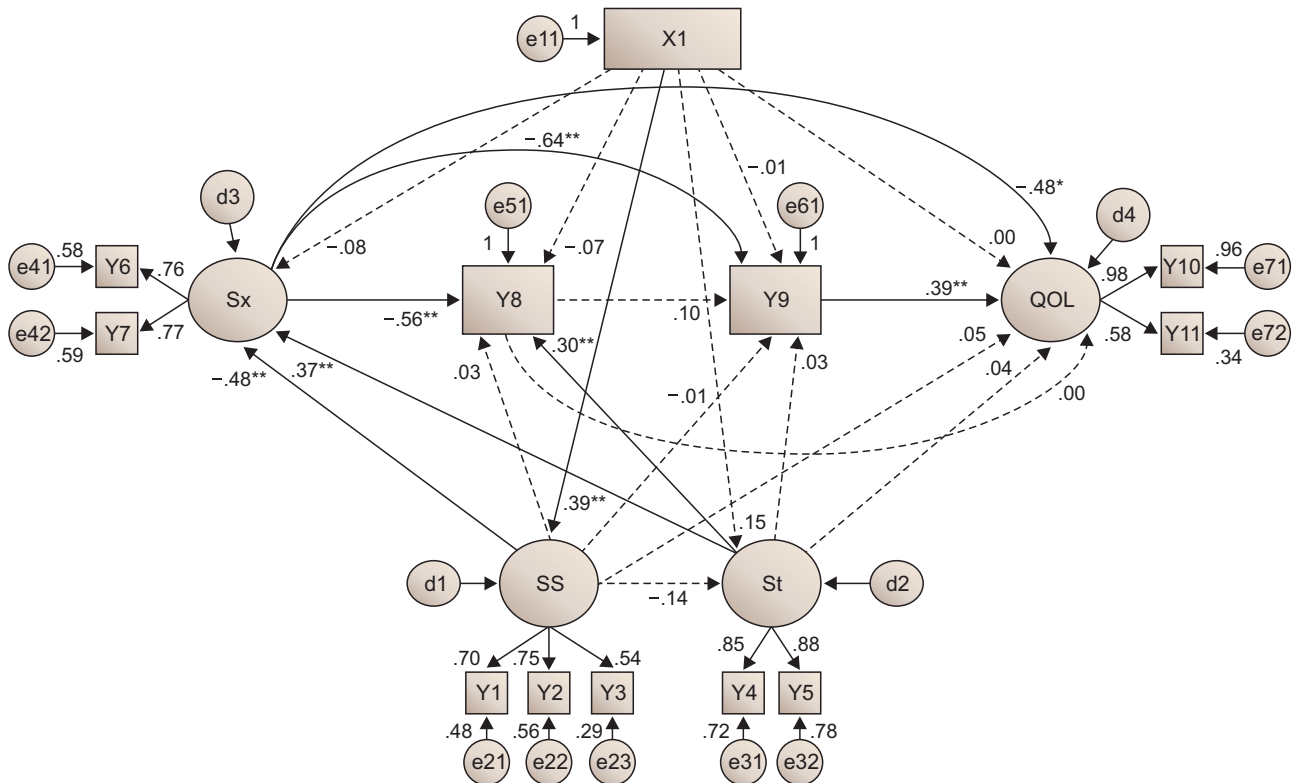 1
e11
X1
−.64**
−.01
−.48*
d3
e51
e61
d4
1
1
−.08
−.07
.00
.58
.96
e41
Y6
.76
.98
Y10
e71
Sx
Y8
Y9
QOL
−.56**
.10
.39**
e42
Y7
.77
.05
.58
Y11
e72
.59
.34
−.48**
.37**
.03
.30**
−.01
.03
.04
.00
.39**
.15
d1
SS
St
d2
−.14
.70
.75
.54
.85
.88
Y1
Y2
Y3
Y4
Y5
.48
.56
.29
.72
.78
e21
e22
e23
e31
e32